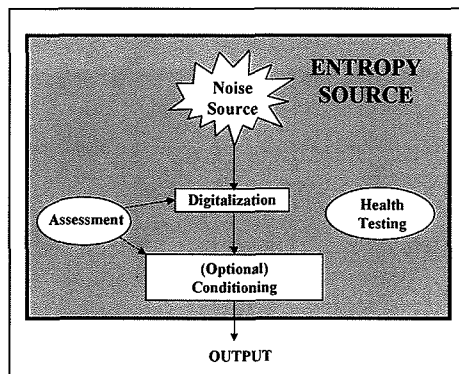 ENTROPY
SOURCE
Noise
Source
Digitalization
Assessment
Health
Testing
(Optional)
Conditioning
OUTPUT